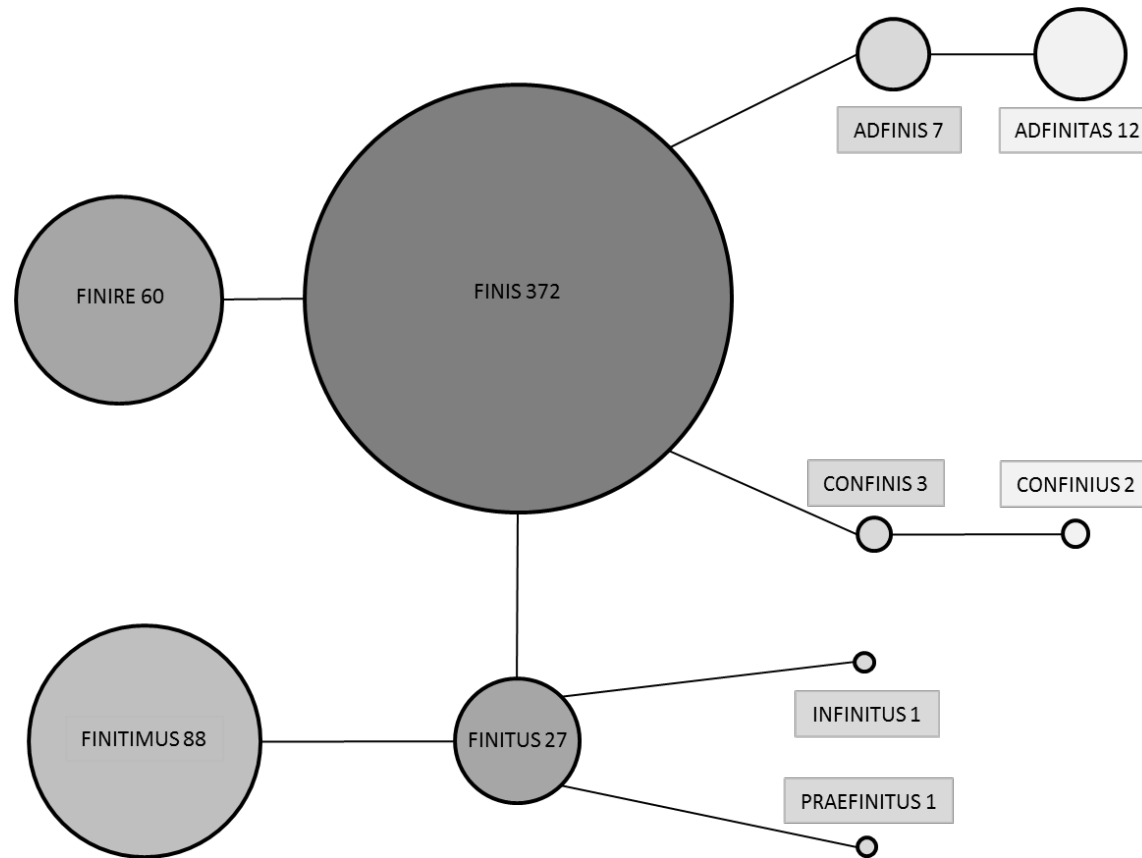 ADFINIS 7
ADFINITAS 12
FINIRE 60
FINIS 372
CONFINIS 3
CONFINIUS 2
FINITIMUS 88
FINITUS 27
INFINITUS 1
PRAEFINITUS 1